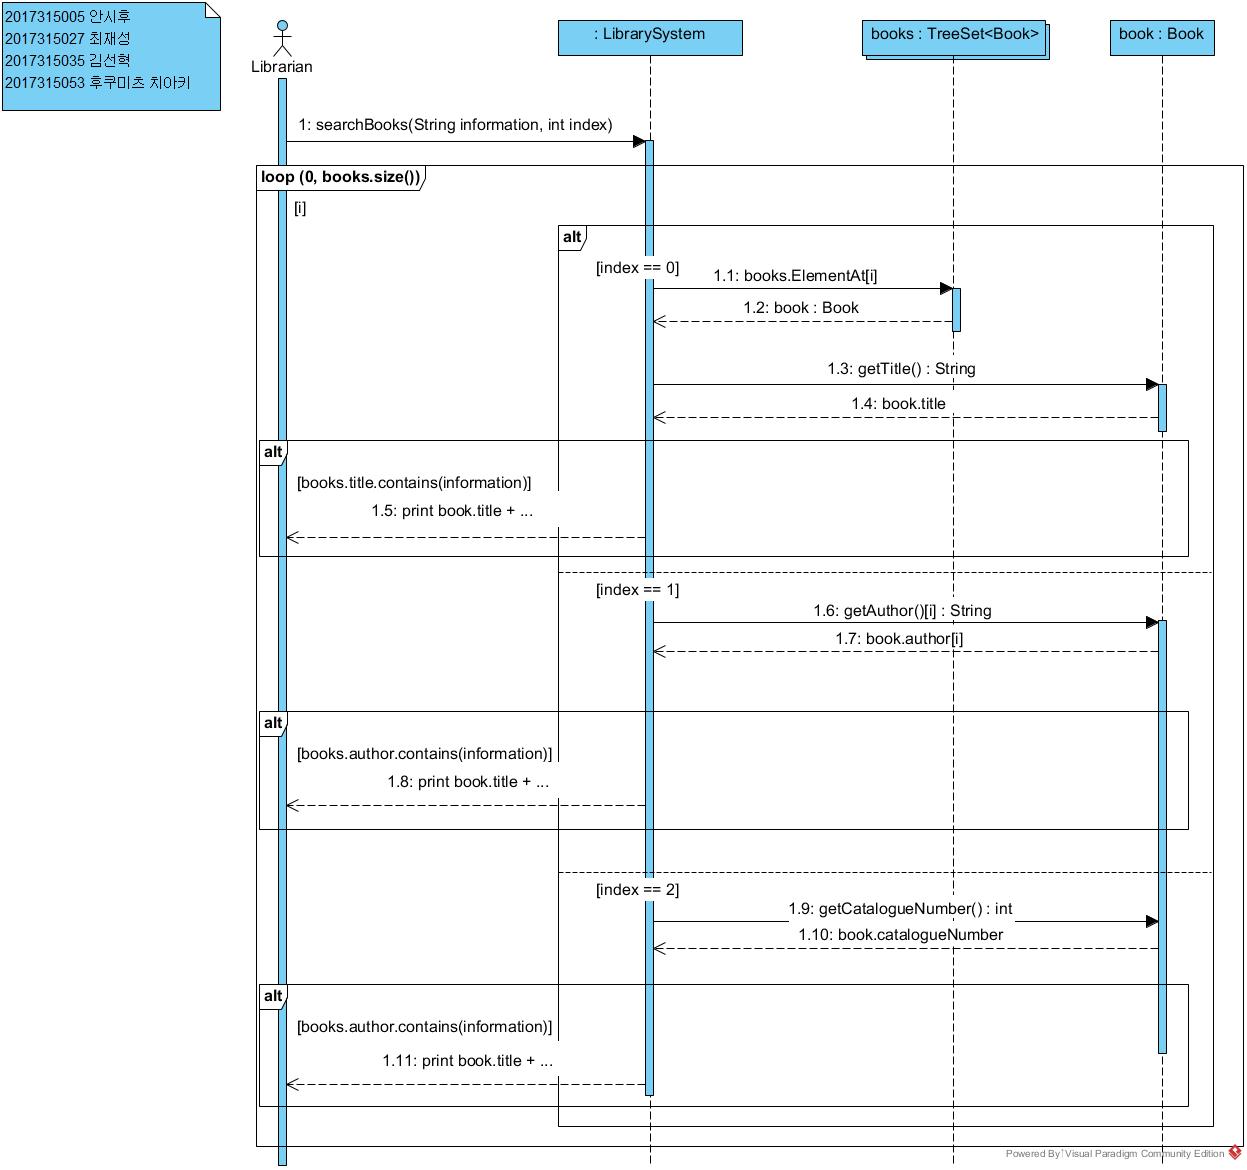 2017315005 안시후
2017315027 최재성
2017315035 김선혁
2017315053 후쿠미츠 치아키
Librarian
: LibrarySystem
books : TreeSet<Book>
book : Book
1: searchBooks(String information, int index)
loop (0, books.size())
[i]
alt
[index == 0]
1.1: books.ElementAt[i]
1.2: book : Book
1.3: getTitle() : String
1.4: book.title
alt
[books.title.contains(information)]
1.5: print book.title + ...
[index == 1]
1.6: getAuthor()[i] : String
1.7: book.author[i]
alt
[books.author.contains(information)]
1.8: print book.title + ...
[index == 2]
1.9: getCatalogueNumber() : int
1.10: book.catalogueNumber
alt
[books.author.contains(information)]
1.11: print book.title + ...
Powered By Visual Paradigm Community Edition